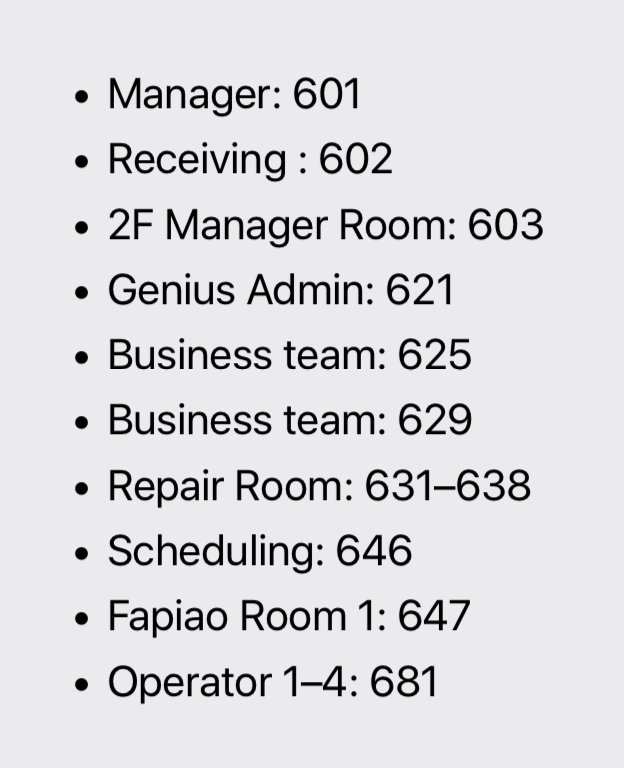 • Manager: 601
• Receiving : 602
• 2F Manager Room: 603
• Genius Admin: 621
• Business team: 625
• Business team: 629
• Repair Room: 631–638
• Scheduling: 646
• Fapiao Room 1: 647
• Operator 1–4: 681